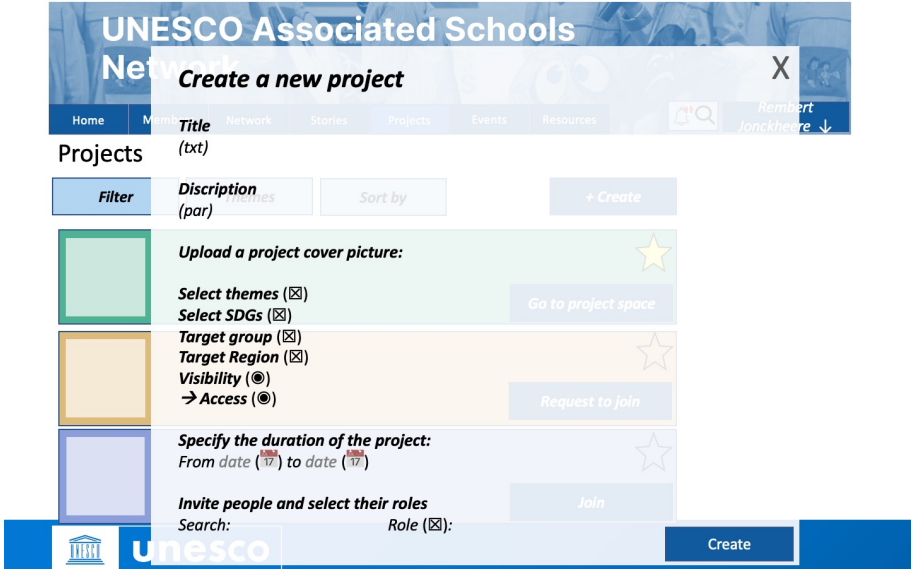 UNESCO Associated Schools
Network
Create a new project
X
Home Members Network Stories Projects Events Resources
Rembert
Jonckheere ↓
Title
(txt)
Projects
Filter Themes Sort by + Create
Discription
(par)
Upload a project cover picture:
Go to project space
Select themes (☒)
Select SDGs (☒)
Target group (☒)
Target Region (☒)
Visibility (◉)
→ Access (◉)
Request to join
Specify the duration of the project:
From date (17) to date (17)
Join
Invite people and select their roles
Search: Role (☒):
Create
UNESCO
unesco